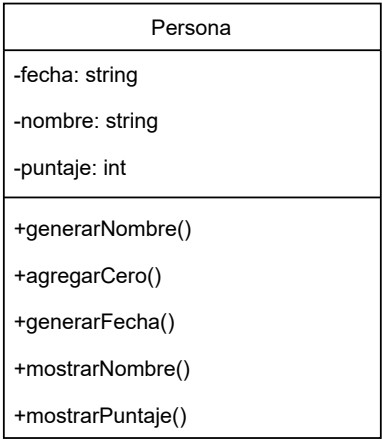 Persona
-fecha: string
-nombre: string
-puntaje: int
+generarNombre()
+agregarCero()
+generarFecha()
+mostrarNombre()
+mostrarPuntaje()